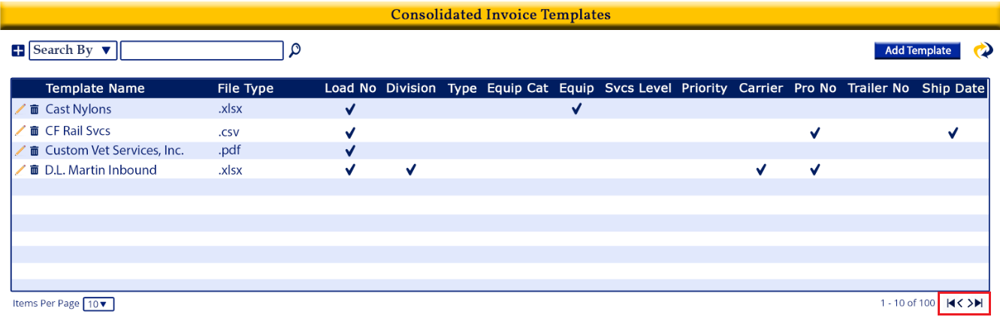 Consolidated Invoice Templates
Search By
Add Template
Template Name File Type Load No Division Type Equip Cat Equip Svcs Level Priority Carrier Pro No Trailer No Ship Date
Cast Nylons .xlsx
CF Rail Svcs .csv
Custom Vet Services, Inc. .pdf
D.L. Martin Inbound .xlsx
Items Per Page 10 1 - 10 of 100